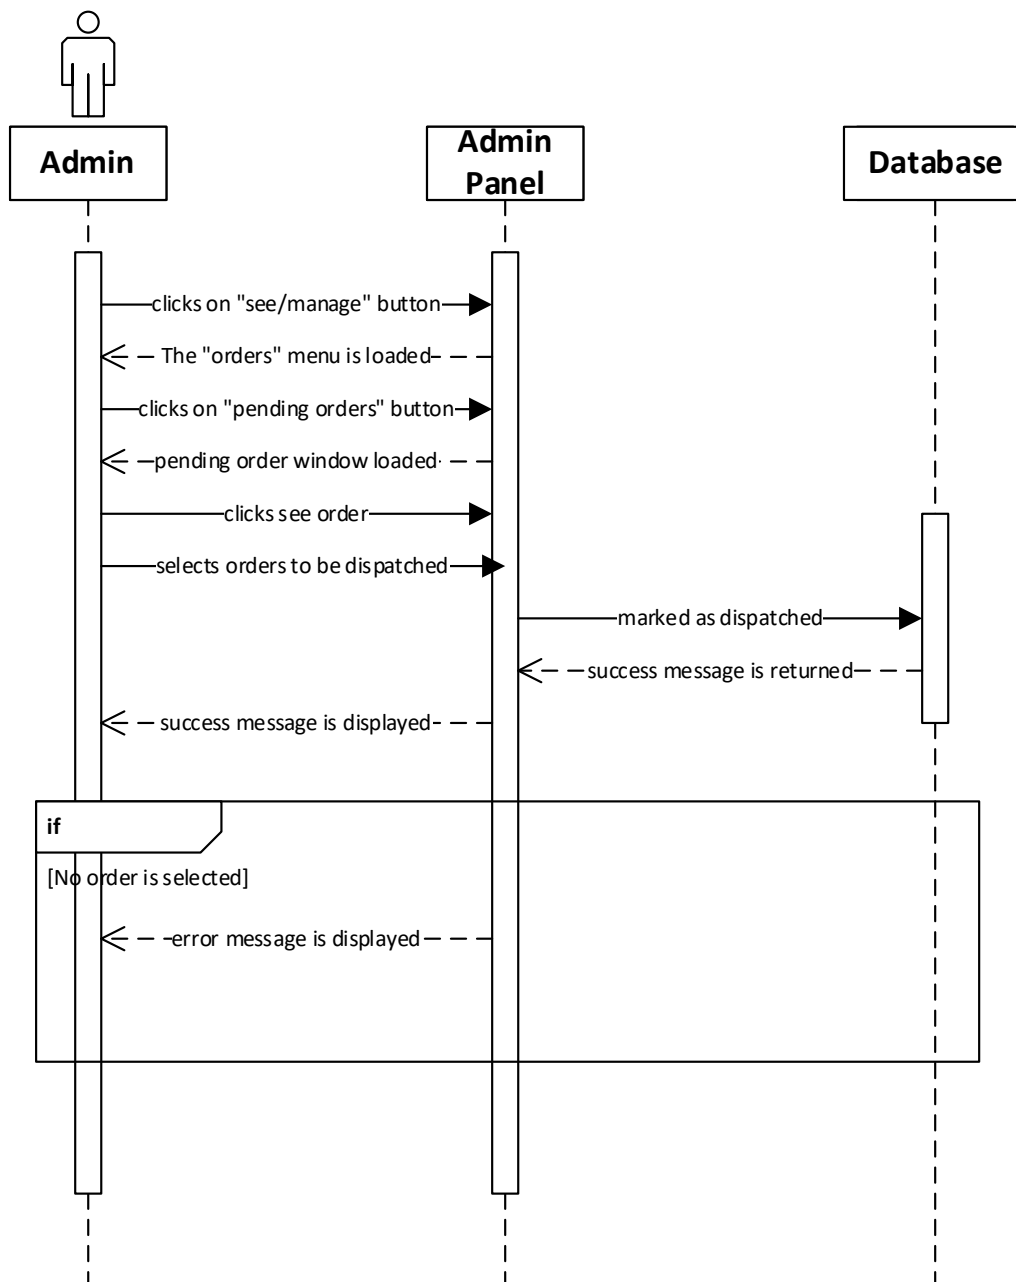 Admin
Admin
Panel
Database
clicks on "see/manage" button
The "orders" menu is loaded
clicks on "pending orders" button
pending order window loaded
clicks see order
selects orders to be dispatched
marked as dispatched
success message is returned
success message is displayed
if
[No order is selected]
error message is displayed